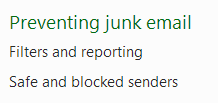 Preventing junk email
Filters and reporting
Safe and blocked senders